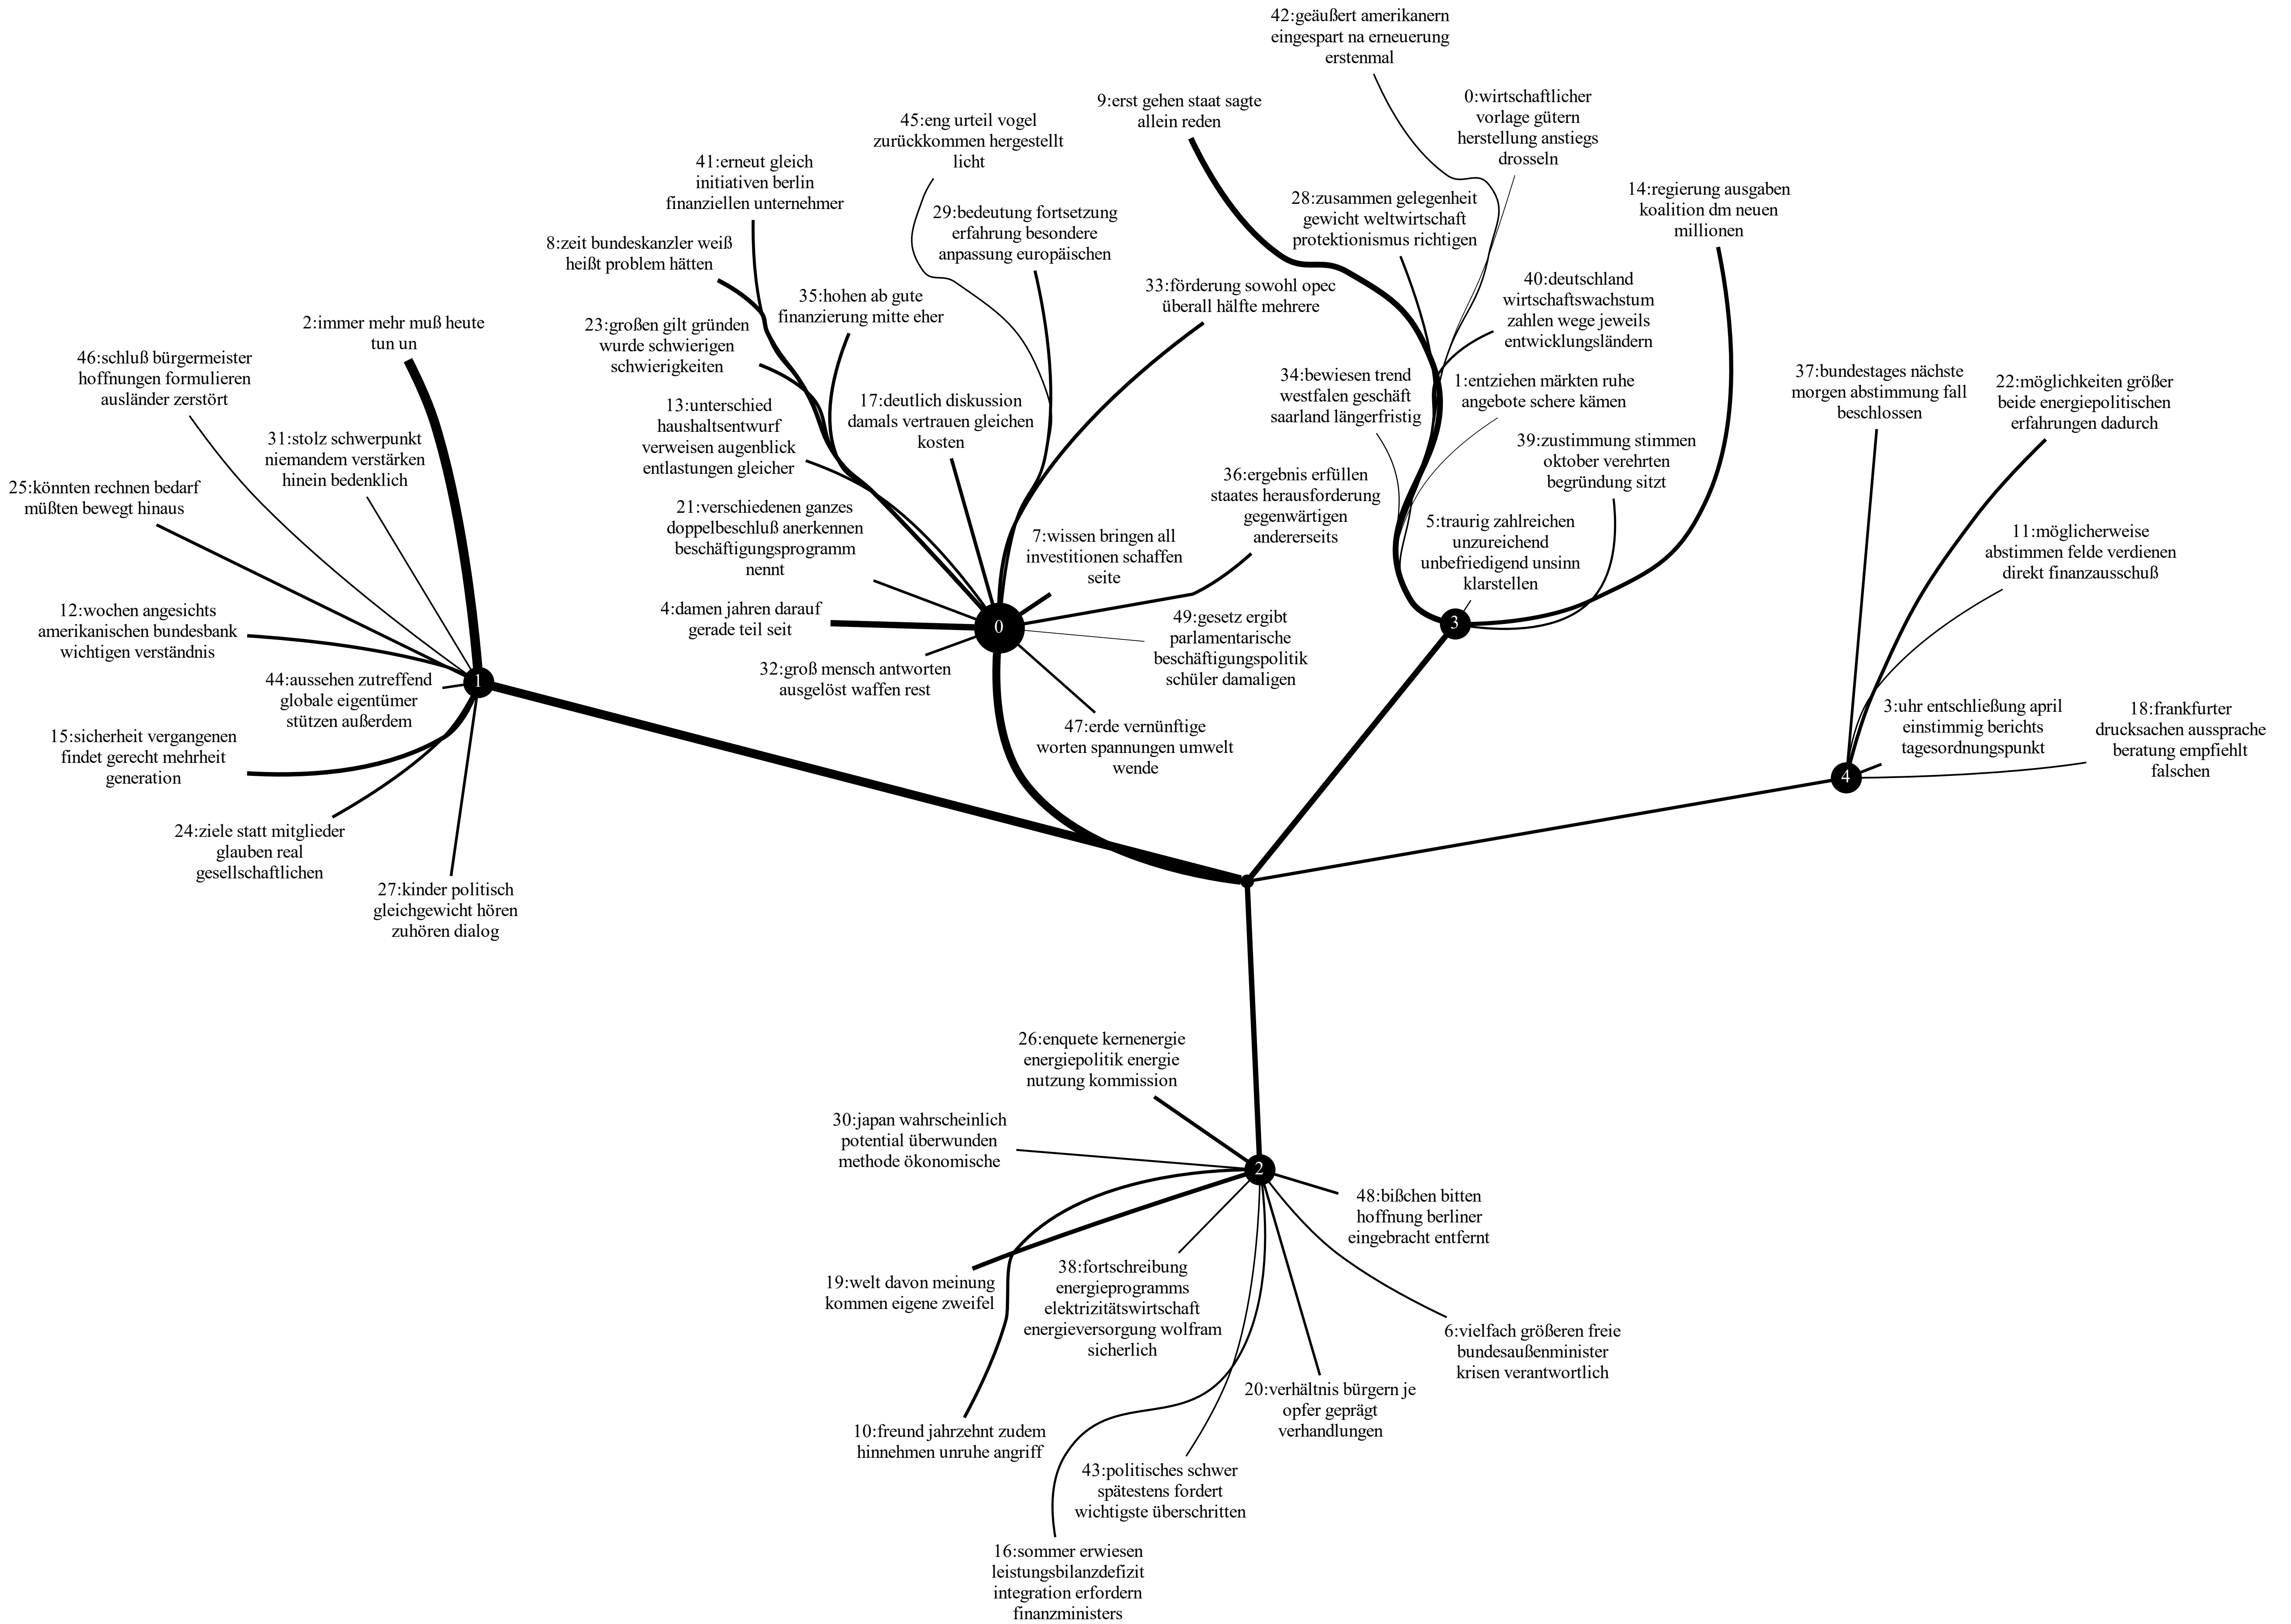 42:geäußert amerikanern
eingespart na erneuerung
erstenmal
9:erst gehen staat sagte
allein reden
0:wirtschaftlicher
vorlage gütern
herstellung anstiegs
drosseln
45:eng urteil vogel
zurückkommen hergestellt
licht
41:erneut gleich
initiativen berlin
finanziellen unternehmer
28:zusammen gelegenheit
gewicht weltwirtschaft
protektionismus richtigen
14:regierung ausgaben
koalition dm neuen
millionen
29:bedeutung fortsetzung
erfahrung besondere
anpassung europäischen
8:zeit bundeskanzler weiß
heißt problem hätten
33:förderung sowohl opec
überall hälfte mehrere
40:deutschland
wirtschaftswachstum
zahlen wege jeweils
entwicklungsländern
35:hohen ab gute
finanzierung mitte eher
2:immer mehr muß heute
tun un
23:großen gilt gründen
wurde schwierigen
schwierigkeiten
46:schluß bürgermeister
hoffnungen formulieren
ausländer zerstört
34:bewiesen trend
westfalen geschäft
saarland längerfristig
1:entziehen märkten ruhe
angebote schere kämen
37:bundestages nächste
morgen abstimmung fall
beschlossen
22:möglichkeiten größer
beide energiepolitischen
erfahrungen dadurch
13:unterschied
haushaltsentwurf
verweisen augenblick
entlastungen gleicher
17:deutlich diskussion
damals vertrauen gleichen
kosten
31:stolz schwerpunkt
niemandem verstärken
hinein bedenklich
39:zustimmung stimmen
oktober verehrten
begründung sitzt
36:ergebnis erfüllen
staates herausforderung
gegenwärtigen
andererseits
25:könnten rechnen bedarf
müßten bewegt hinaus
21:verschiedenen ganzes
doppelbeschluß anerkennen
beschäftigungsprogramm
nennt
5:traurig zahlreichen
unzureichend
unbefriedigend unsinn
klarstellen
7:wissen bringen all
investitionen schaffen
seite
11:möglicherweise
abstimmen felde verdienen
direkt finanzausschuß
12:wochen angesichts
amerikanischen bundesbank
wichtigen verständnis
4:damen jahren darauf
gerade teil seit
0
3
49:gesetz ergibt
parlamentarische
beschäftigungspolitik
schüler damaligen
32:groß mensch antworten
ausgelöst waffen rest
1
44:aussehen zutreffend
globale eigentümer
stützen außerdem
3:uhr entschließung april
einstimmig berichts
tagesordnungspunkt
18:frankfurter
drucksachen aussprache
beratung empfiehlt
falschen
47:erde vernünftige
worten spannungen umwelt
wende
15:sicherheit vergangenen
findet gerecht mehrheit
generation
4
24:ziele statt mitglieder
glauben real
gesellschaftlichen
27:kinder politisch
gleichgewicht hören
zuhören dialog
26:enquete kernenergie
energiepolitik energie
nutzung kommission
30:japan wahrscheinlich
potential überwunden
methode ökonomische
2
48:bißchen bitten
hoffnung berliner
eingebracht entfernt
19:welt davon meinung
kommen eigene zweifel
38:fortschreibung
energieprogramms
elektrizitätswirtschaft
energieversorgung wolfram
sicherlich
6:vielfach größeren freie
bundesaußenminister
krisen verantwortlich
20:verhältnis bürgern je
opfer geprägt
verhandlungen
10:freund jahrzehnt zudem
hinnehmen unruhe angriff
43:politisches schwer
spätestens fordert
wichtigste überschritten
16:sommer erwiesen
leistungsbilanzdefizit
integration erfordern
finanzministers